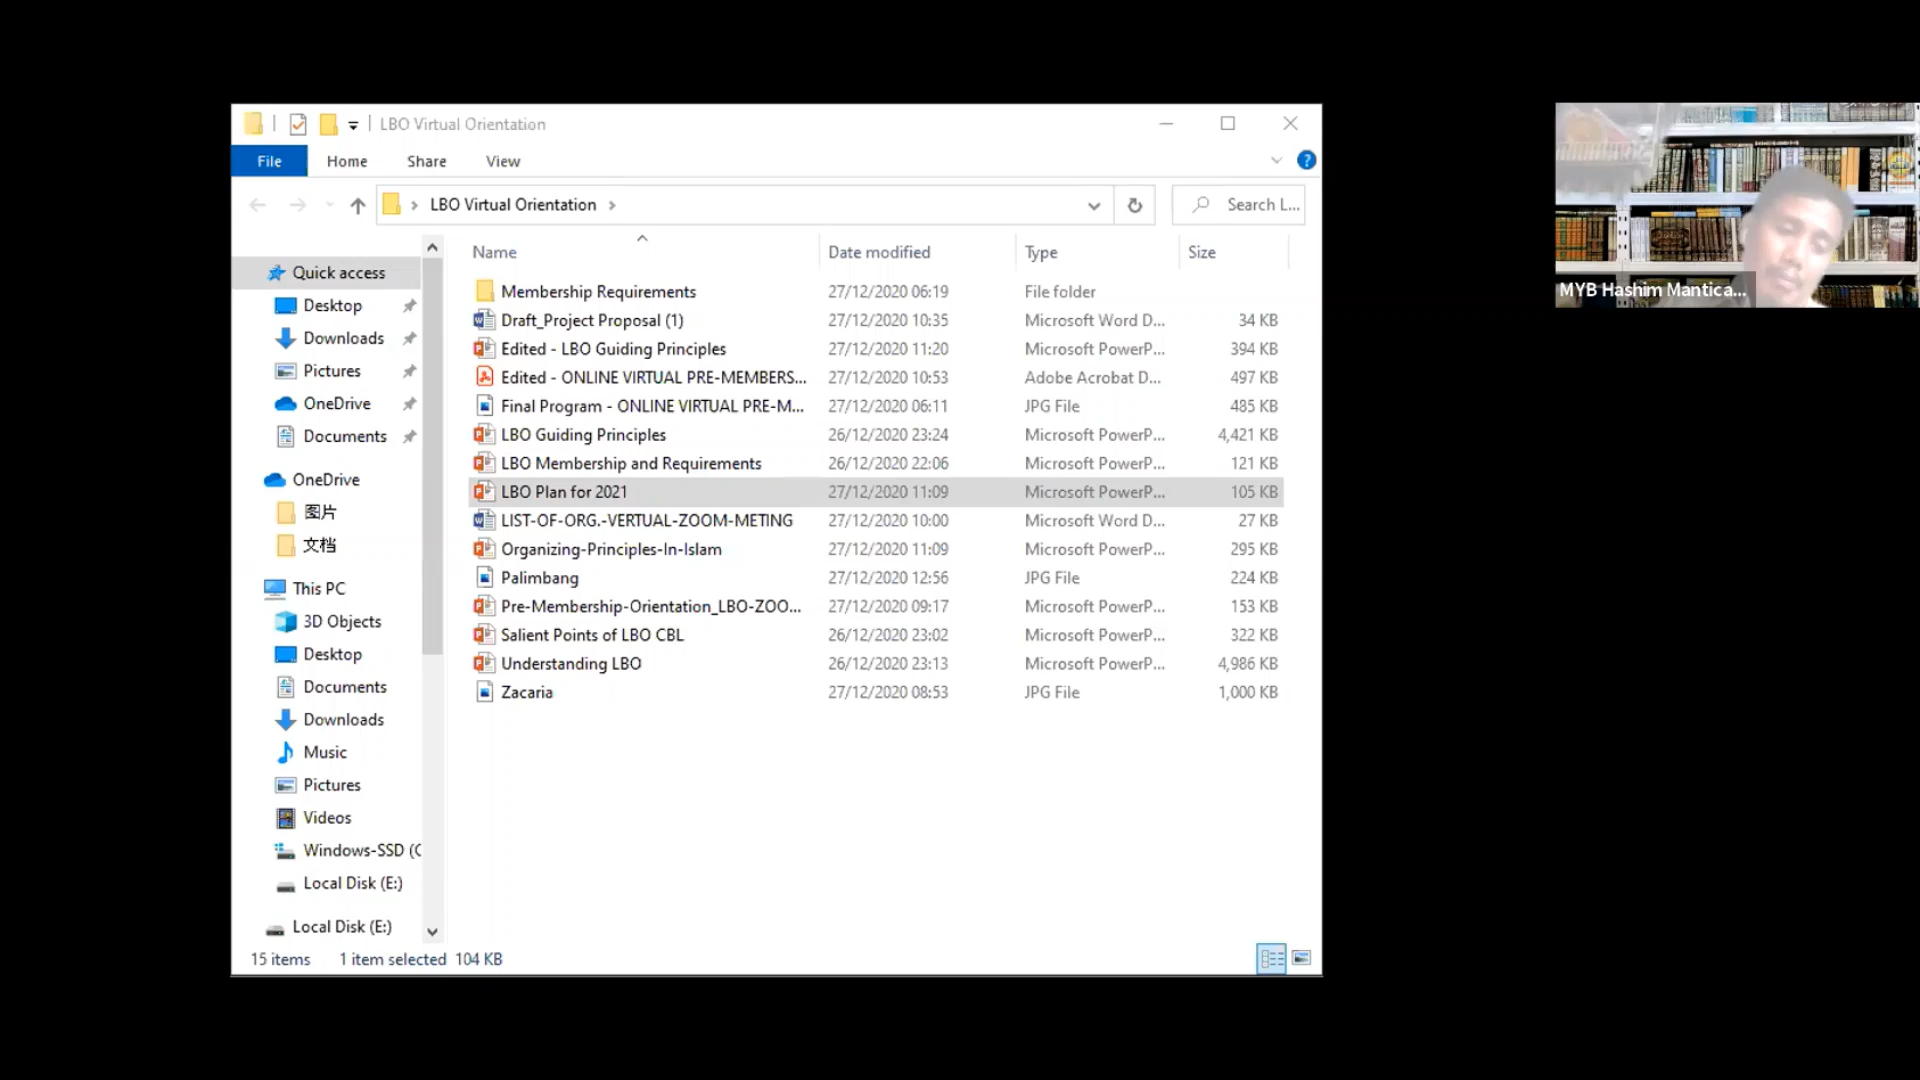 LBO Virtual Orientation
File Home Share View
LBO Virtual Orientation
Search L...
Name Date modified Type Size
Quick access
Desktop
Downloads
Pictures
OneDrive
Documents
OneDrive
图片
文档
This PC
3D Objects
Desktop
Documents
Downloads
Music
Pictures
Videos
Windows-SSD (C
Local Disk (E:)
Local Disk (E:)
Membership Requirements 27/12/2020 06:19 File folder
Draft_Project Proposal (1) 27/12/2020 10:35 Microsoft Word D... 34 KB
Edited - LBO Guiding Principles 27/12/2020 11:20 Microsoft PowerP... 394 KB
Edited - ONLINE VIRTUAL PRE-MEMBERS... 27/12/2020 10:53 Adobe Acrobat D... 497 KB
Final Program - ONLINE VIRTUAL PRE-M... 27/12/2020 06:11 JPG File 485 KB
LBO Guiding Principles 26/12/2020 23:24 Microsoft PowerP... 4,421 KB
LBO Membership and Requirements 26/12/2020 22:06 Microsoft PowerP... 121 KB
LBO Plan for 2021 27/12/2020 11:09 Microsoft PowerP... 105 KB
LIST-OF-ORG.-VERTUAL-ZOOM-METING 27/12/2020 10:00 Microsoft Word D... 27 KB
Organizing-Principles-In-Islam 27/12/2020 11:09 Microsoft PowerP... 295 KB
Palimbang 27/12/2020 12:56 JPG File 224 KB
Pre-Membership-Orientation_LBO-ZOO... 27/12/2020 09:17 Microsoft PowerP... 153 KB
Salient Points of LBO CBL 26/12/2020 23:02 Microsoft PowerP... 322 KB
Understanding LBO 26/12/2020 23:13 Microsoft PowerP... 4,986 KB
Zacaria 27/12/2020 08:53 JPG File 1,000 KB
15 items 1 item selected 104 KB
MYB Hashim Mantica...